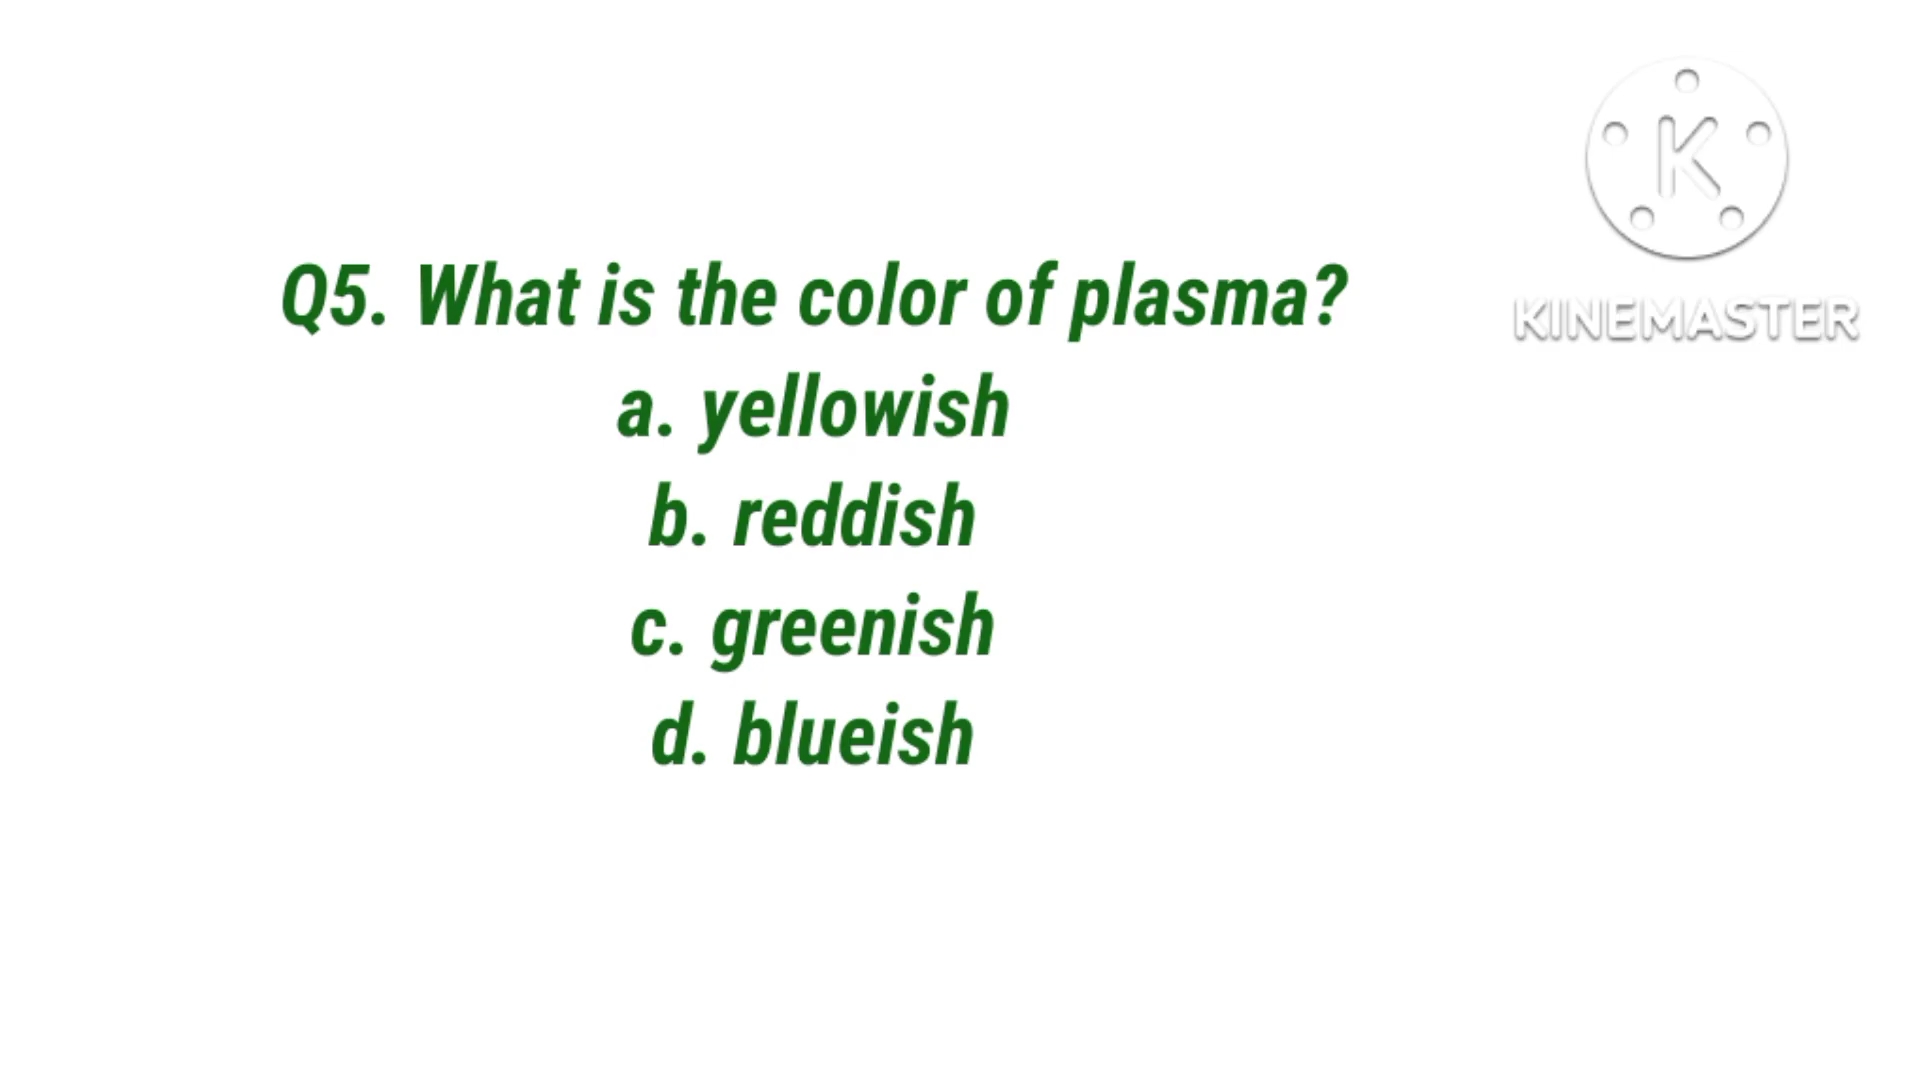 Q5. What is the color of plasma?
a. yellowish
b. reddish
c. greenish
d. blueish
K
KINEMASTER